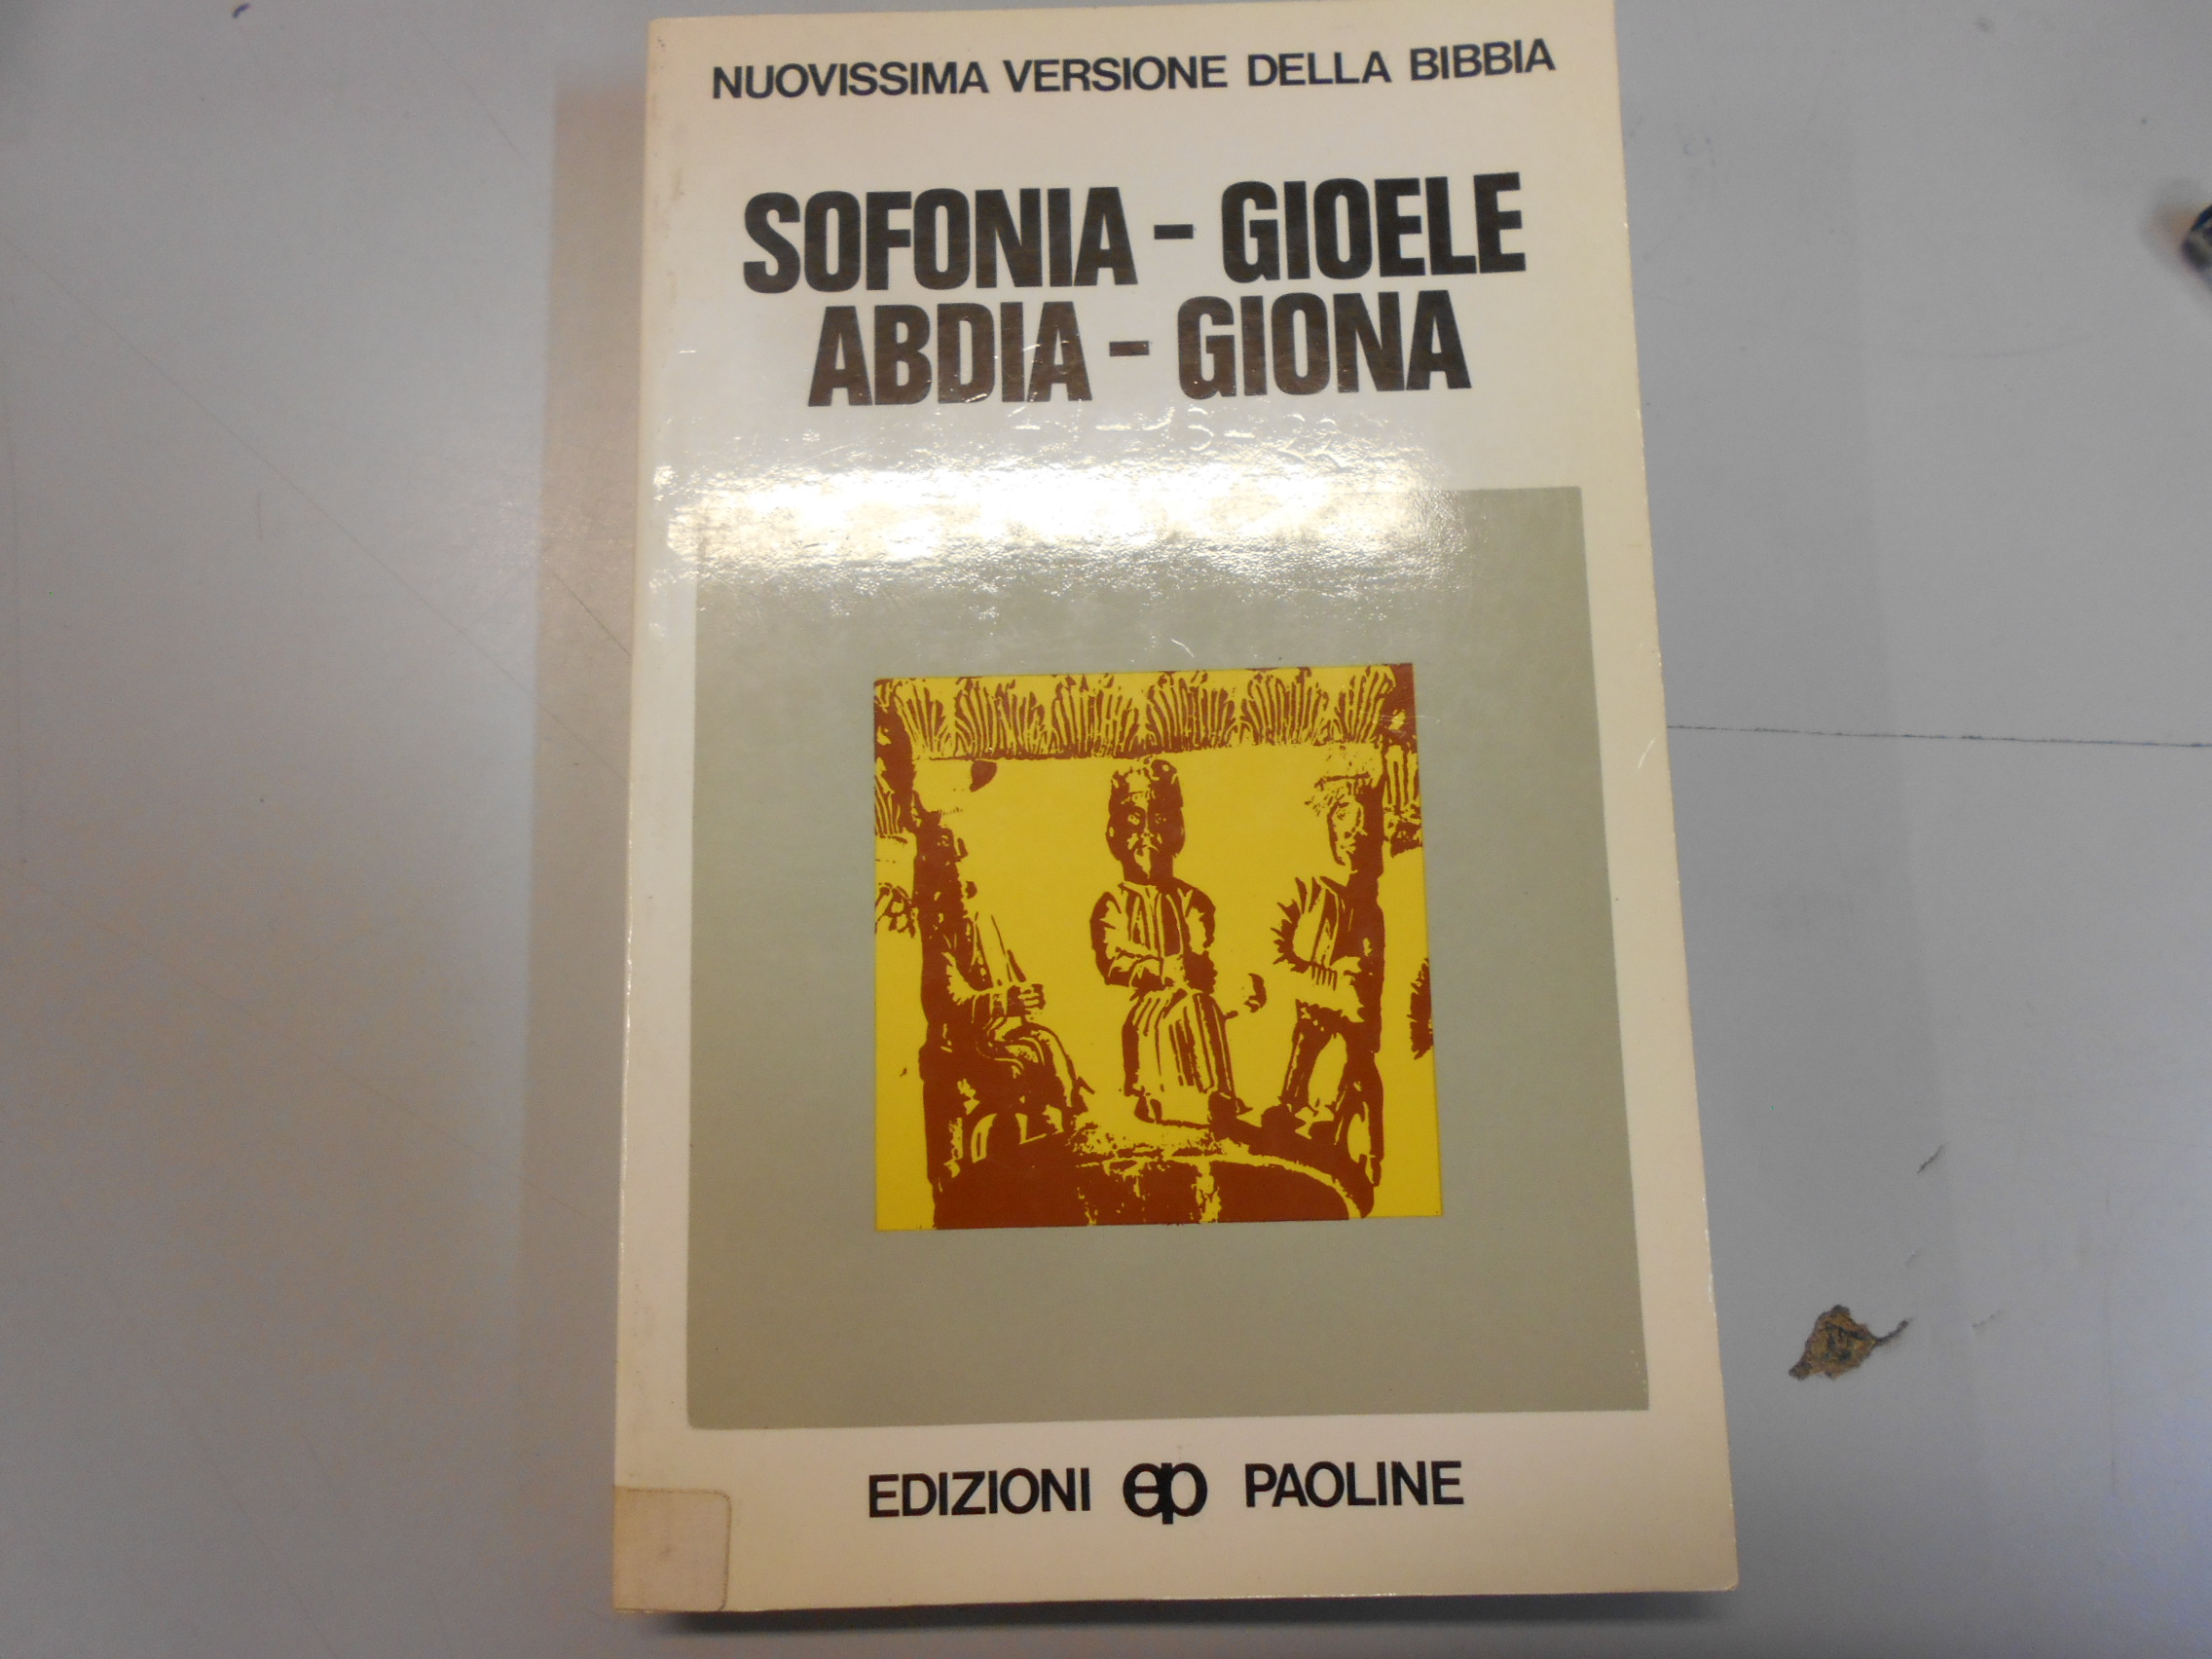 NUOVISSIMA VERSIONE DELLA BIBBIA
SOFONIA - GIOELE
ABDIA - GIONA
EDIZIONI ep PAOLINE